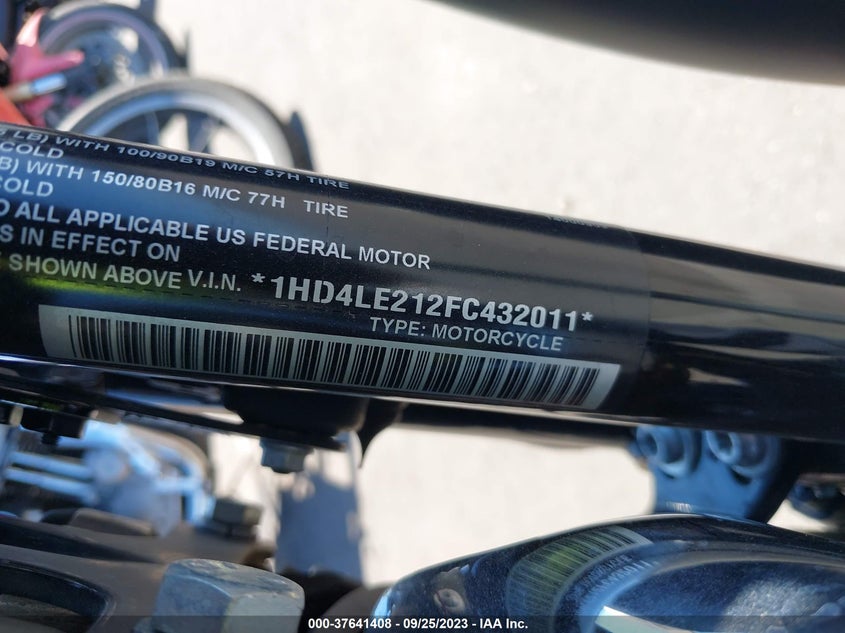 LB) WITH 100/90B19 M/C 57H TIRE
COLD
B) WITH 150/80B16 M/C 77H TIRE
COLD
O ALL APPLICABLE US FEDERAL MOTOR
S IN EFFECT ON
SHOWN ABOVE V.I.N. *1HD4LE212FC432011*
TYPE: MOTORCYCLE
000-37641408 / 09/25/2023 - IAA Inc.